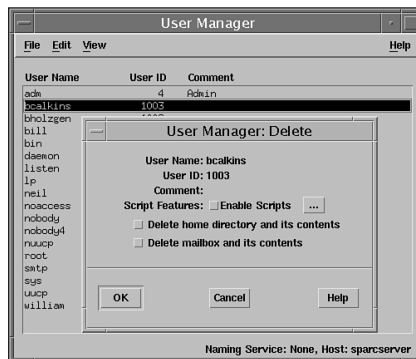 User Manager
File Edit View Help
User Name User ID Comment
adm 4 Admin
bcalkins 1003
bholzgen
bill
bin
daemon
listen
lp
neil
noaccess
nobody
nobody4
nuucp
root
smtp
sys
uucp
william
User Manager: Delete
User Name: bcalkins
User ID: 1003
Comment:
Script Features: Enable Scripts ...
Delete home directory and its contents
Delete mailbox and its contents
OK Cancel Help
Naming Service: None, Host: sparcserver